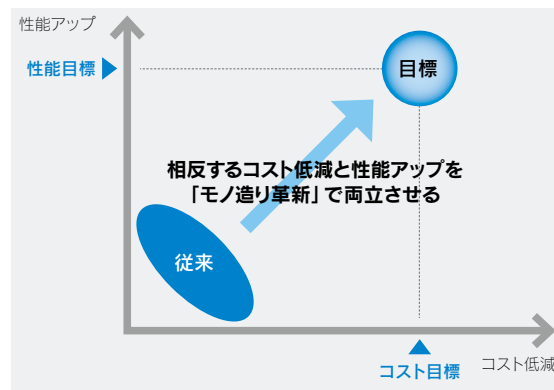 性能アップ
性能目標
目標
相反するコスト低減と性能アップを
「モノ造り革新」で両立させる
従来
コスト目標
コスト低減